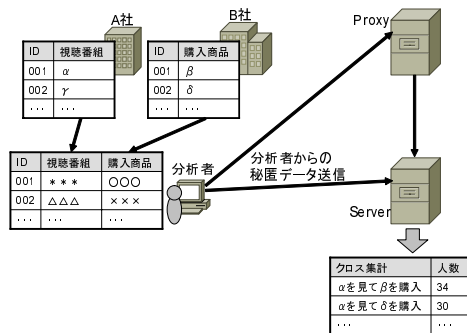 A社
B社
Proxy
ID 視聴番組
001 α
002 γ
... ...
ID 購入商品
001 β
002 δ
... ...
ID 視聴番組 購入商品
001 *** ○○○
002 △△△ ×××
... ... ...
分析者
分析者からの
秘匿データ送信
Server
クロス集計 人数
αを見てβを購入 34
αを見てδを購入 30
... ...